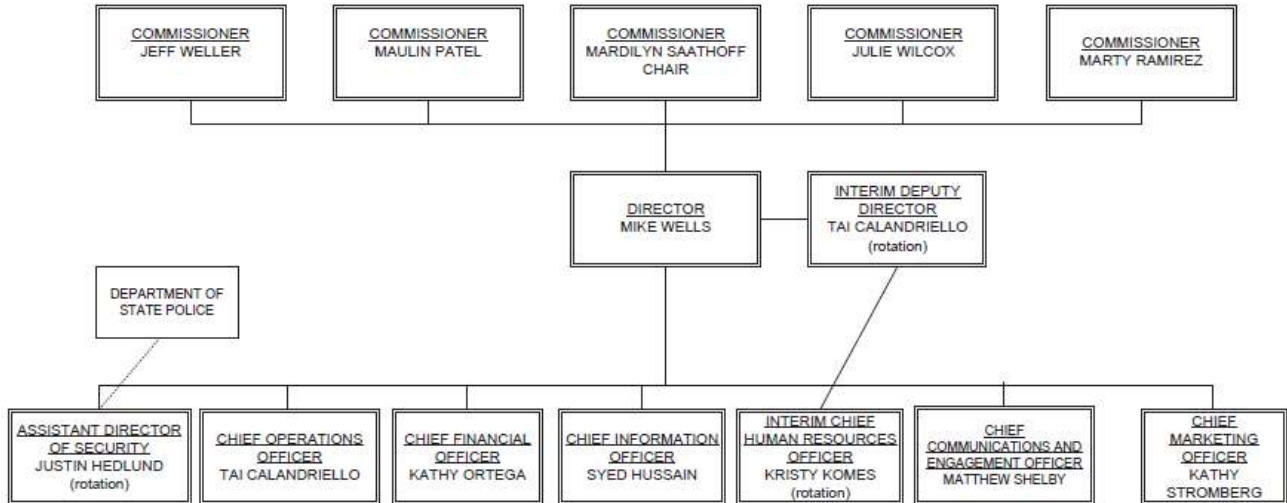 COMMISSIONER
JEFF WELLER
COMMISSIONER
MAULIN PATEL
COMMISSIONER
MARDILYN SAATHOFF
CHAIR
COMMISSIONER
JULIE WILCOX
COMMISSIONER
MARTY RAMIREZ
DIRECTOR
MIKE WELLS
INTERIM DEPUTY
DIRECTOR
TAI CALANDRIELLO
(rotation)
DEPARTMENT OF
STATE POLICE
ASSISTANT DIRECTOR
OF SECURITY
JUSTIN HEDLUND
(rotation)
CHIEF OPERATIONS
OFFICER
TAI CALANDRIELLO
CHIEF FINANCIAL
OFFICER
KATHY ORTEGA
CHIEF INFORMATION
OFFICER
SYED HUSSAIN
INTERIM CHIEF
HUMAN RESOURCES
OFFICER
KRISTY KOMES
(rotation)
CHIEF
COMMUNICATIONS AND
ENGAGEMENT OFFICER
MATTHEW SHELBY
CHIEF
MARKETING
OFFICER
KATHY
STROMBERG